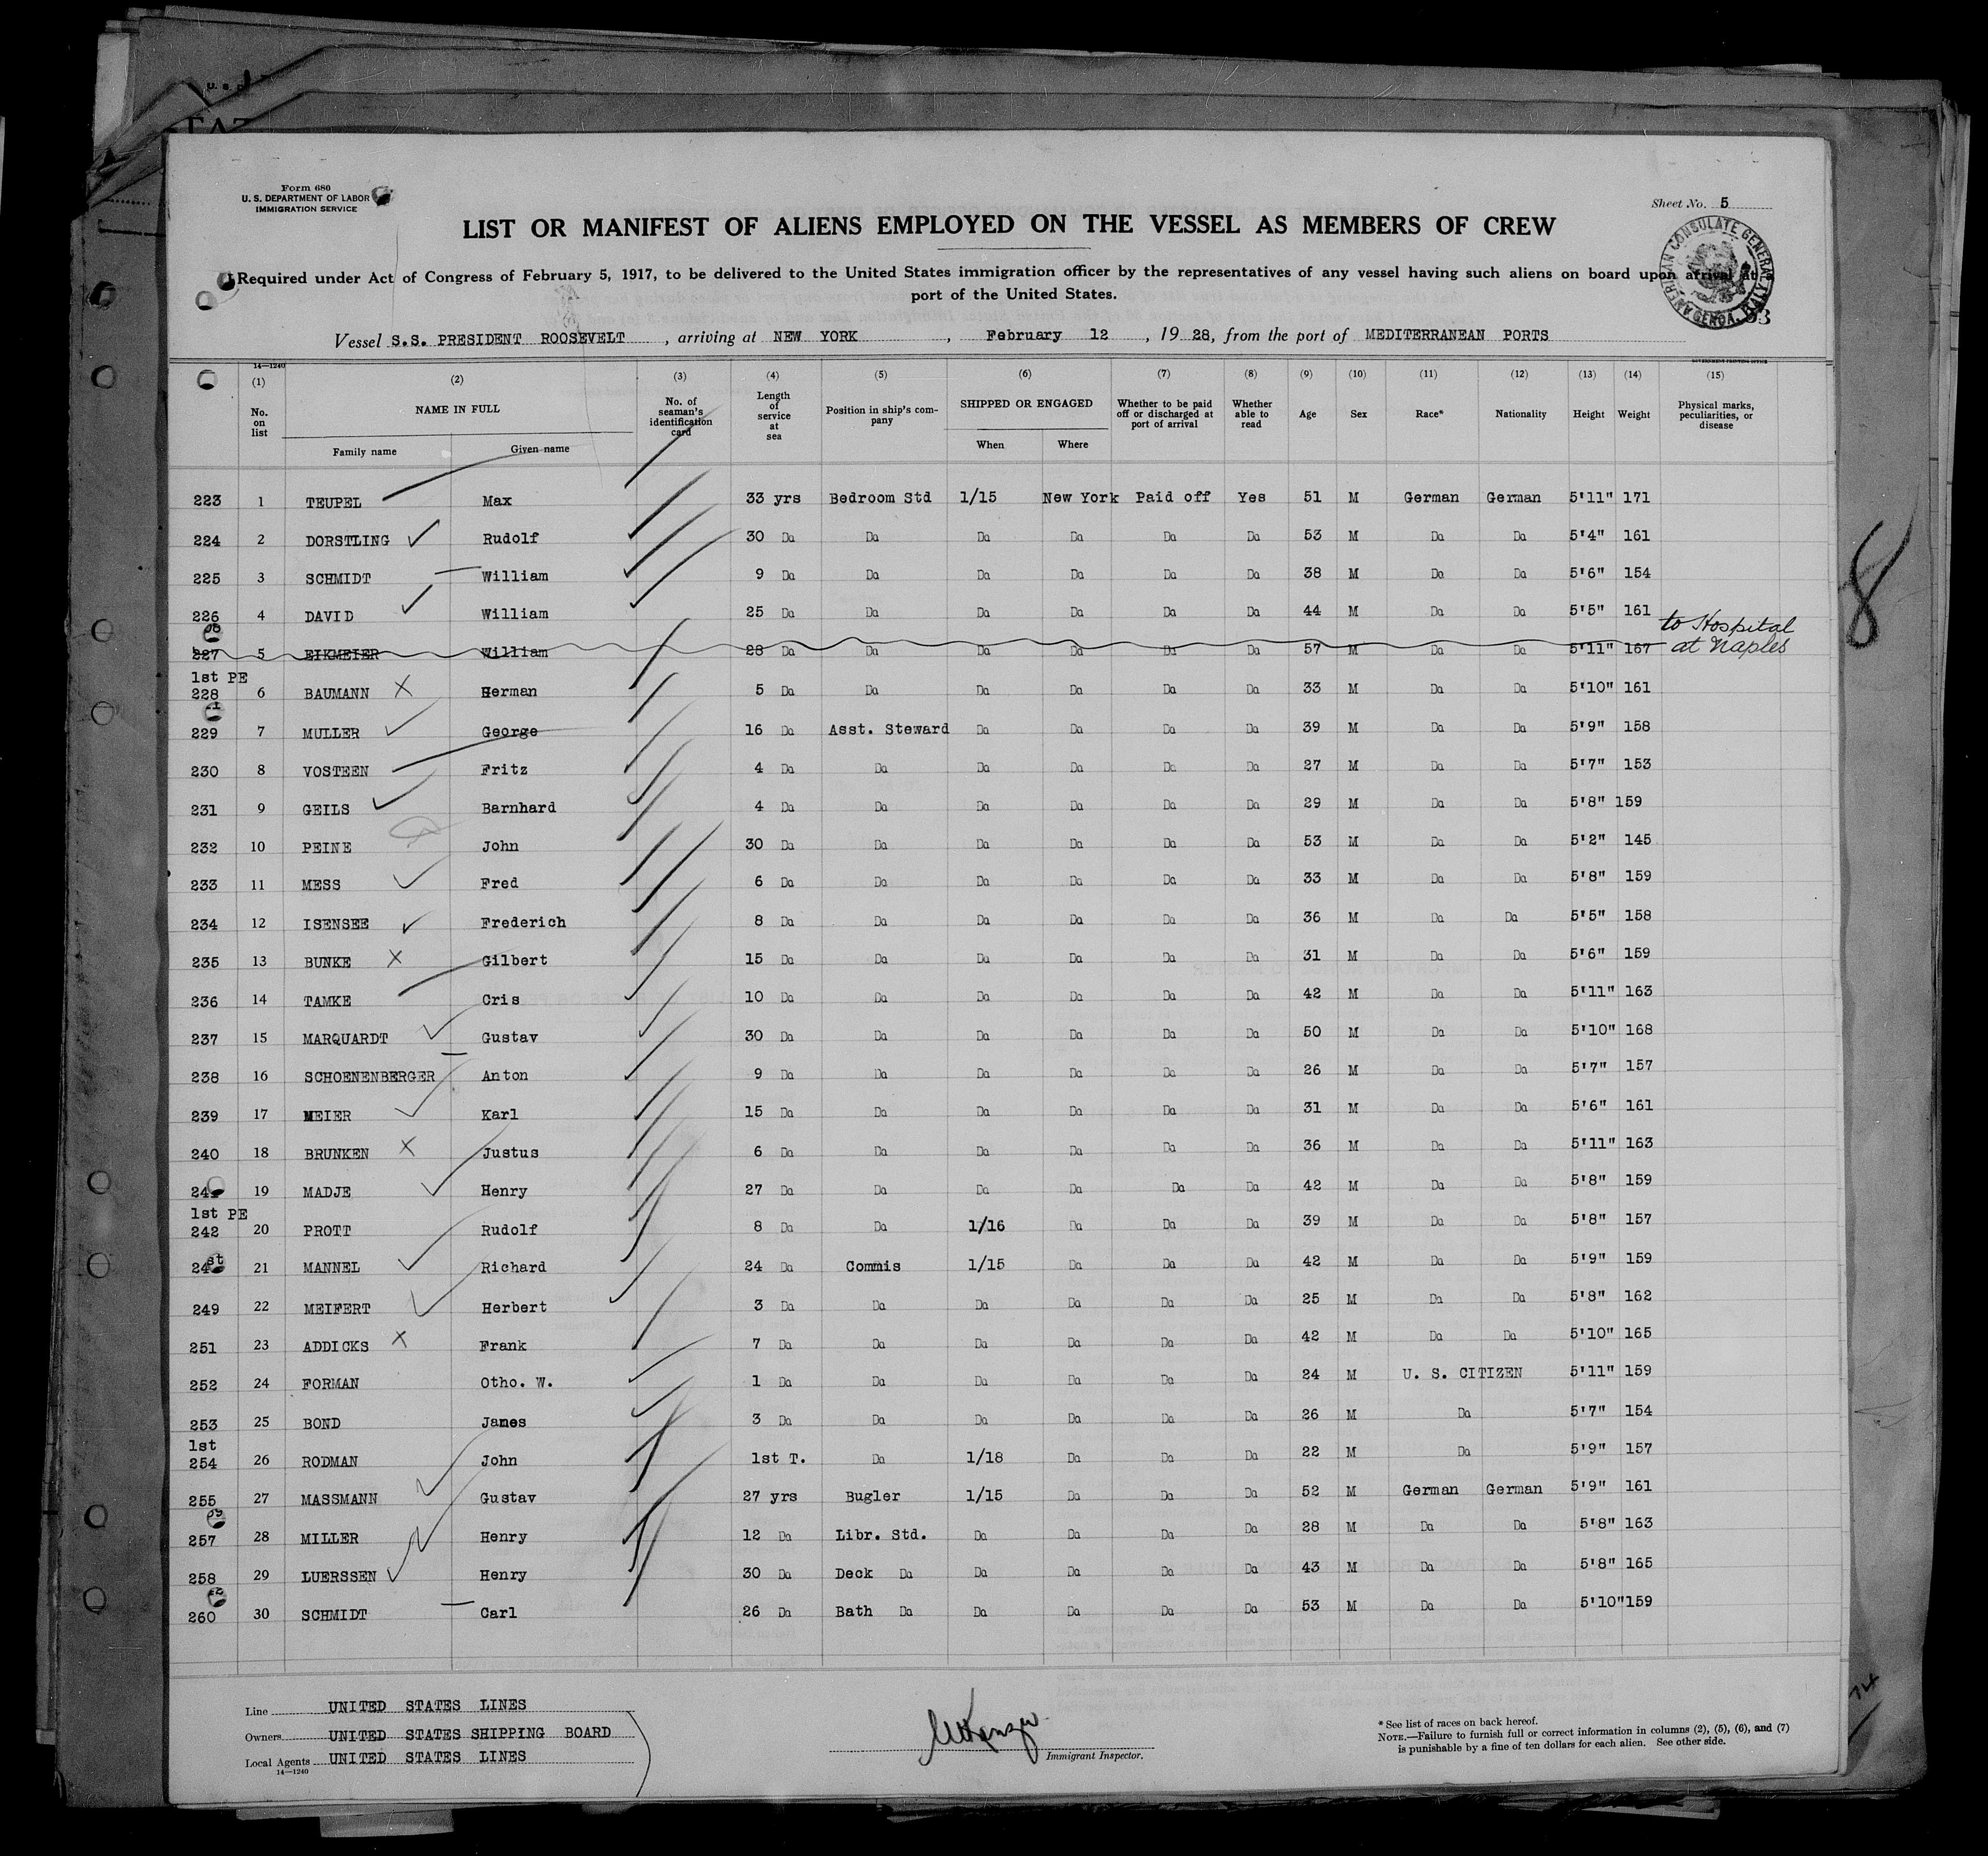 Form 680
U. S. DEPARTMENT OF LABOR
IMMIGRATION SERVICE
Sheet No. 5
LIST OR MANIFEST OF ALIENS EMPLOYED ON THE VESSEL AS MEMBERS OF CREW
AMERICAN CONSULATE GENERAL GENOA, ITALY
Required under Act of Congress of February 5, 1917, to be delivered to the United States immigration officer by the representatives of any vessel having such aliens on board upon arrival at
port of the United States.
Vessel S.S. PRESIDENT ROOSEVELT, arriving at NEW YORK, February 12, 19 28, from the port of MEDITERRANEAN PORTS
14—1240 GOVERNMENT PRINTING OFFICE
(1) (2) (3) (4) (5) (6) (7) (8) (9) (10) (11) (12) (13) (14) (15)
No. on list NAME IN FULL Family name Given name No. of seaman's identification card Length of service at sea Position in ship's company SHIPPED OR ENGAGED When Where Whether to be paid off or discharged at port of arrival Whether able to read Age Sex Race* Nationality Height Weight Physical marks, peculiarities, or disease
223 1 TEUPEL Max 33 yrs Bedroom Std 1/15 New York Paid off Yes 51 M German German 5'11" 171
224 2 DORSTLING Rudolf 30 Do Do Do Do Do Do 53 M Do Do 5'4" 161
225 3 SCHMIDT William 9 Do Do Do Do Do Do 38 M Do Do 5'6" 154
226 4 DAVID William 25 Do Do Do Do Do Do 44 M Do Do 5'5" 161
227 5 EIKMEIER William 28 Do Do Do Do Do Do 57 M Do Do 5'11" 167 to Hospital at Naples
1st PE
228 6 BAUMANN Herman 5 Do Do Do Do Do Do 33 M Do Do 5'10" 161
229 7 MULLER George 16 Do Asst. Steward Do Do Do Do 39 M Do Do 5'9" 158
230 8 VOSTEEN Fritz 4 Do Do Do Do Do Do 27 M Do Do 5'7" 153
231 9 GEILS Barnhard 4 Do Do Do Do Do Do 29 M Do Do 5'8" 159
232 10 PEINE John 30 Do Do Do Do Do Do 53 M Do Do 5'2" 145
233 11 MESS Fred 6 Do Do Do Do Do Do 33 M Do Do 5'8" 159
234 12 ISENSEE Frederich 8 Do Do Do Do Do Do 36 M Do Do 5'5" 158
235 13 BUNKE Gilbert 15 Do Do Do Do Do Do 31 M Do Do 5'6" 159
236 14 TAMKE Cris 10 Do Do Do Do Do Do 42 M Do Do 5'11" 163
237 15 MARQUARDT Gustav 30 Do Do Do Do Do Do 50 M Do Do 5'10" 168
238 16 SCHOENENBERGER Anton 9 Do Do Do Do Do Do 26 M Do Do 5'7" 157
239 17 MEIER Karl 15 Do Do Do Do Do Do 31 M Do Do 5'6" 161
240 18 BRUNKEN Justus 6 Do Do Do Do Do Do 36 M Do Do 5'11" 163
19 MADJE Henry 27 Do Do Do Do Do Do 42 M Do Do 5'8" 159
1st PE
242 20 PROTT Rudolf 8 Do Do 1/16 Do Do Do 39 M Do Do 5'8" 157
21 MANNEL Richard 24 Do Commis 1/15 Do Do Do 42 M Do Do 5'9" 159
249 22 MEIFERT Herbert 3 Do Do Do Do Do Do 25 M Do Do 5'8" 162
251 23 ADDICKS Frank 7 Do Do Do Do Do Do 42 M Do Do 5'10" 165
252 24 FORMAN Otho. W. 1 Do Do Do Do Do Do 24 M U. S. CITIZEN 5'11" 159
253 25 BOND James 3 Do Do Do Do Do Do 26 M Do 5'7" 154
1st
254 26 RODMAN John 1st T. Do 1/18 Do Do Do 22 M Do 5'9" 157
255 27 MASSMANN Gustav 27 yrs Bugler 1/15 Do Do Do 52 M German German 5'9" 161
257 28 MILLER Henry 12 Do Libr. Std. Do Do Do Do 28 M Do Do 5'8" 163
258 29 LUERSSEN Henry 30 Do Deck Do Do Do Do Do 43 M Do Do 5'8" 165
260 30 SCHMIDT Carl 26 Do Bath Do Do Do Do Do 53 M Do Do 5'10" 159
8
Line UNITED STATES LINES
Owners UNITED STATES SHIPPING BOARD
Local Agents UNITED STATES LINES
14—1240
Immigrant Inspector.
* See list of races on back hereof.
NOTE.—Failure to furnish full or correct information in columns (2), (5), (6), and (7)
is punishable by a fine of ten dollars for each alien. See other side.